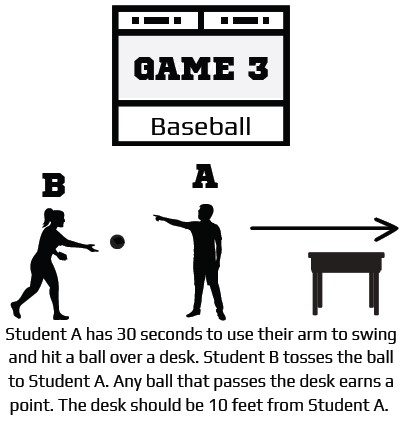 GAME 3
Baseball
B
A
Student A has 30 seconds to use their arm to swing
and hit a ball over a desk. Student B tosses the ball
to Student A. Any ball that passes the desk earns a
point. The desk should be 10 feet from Student A.